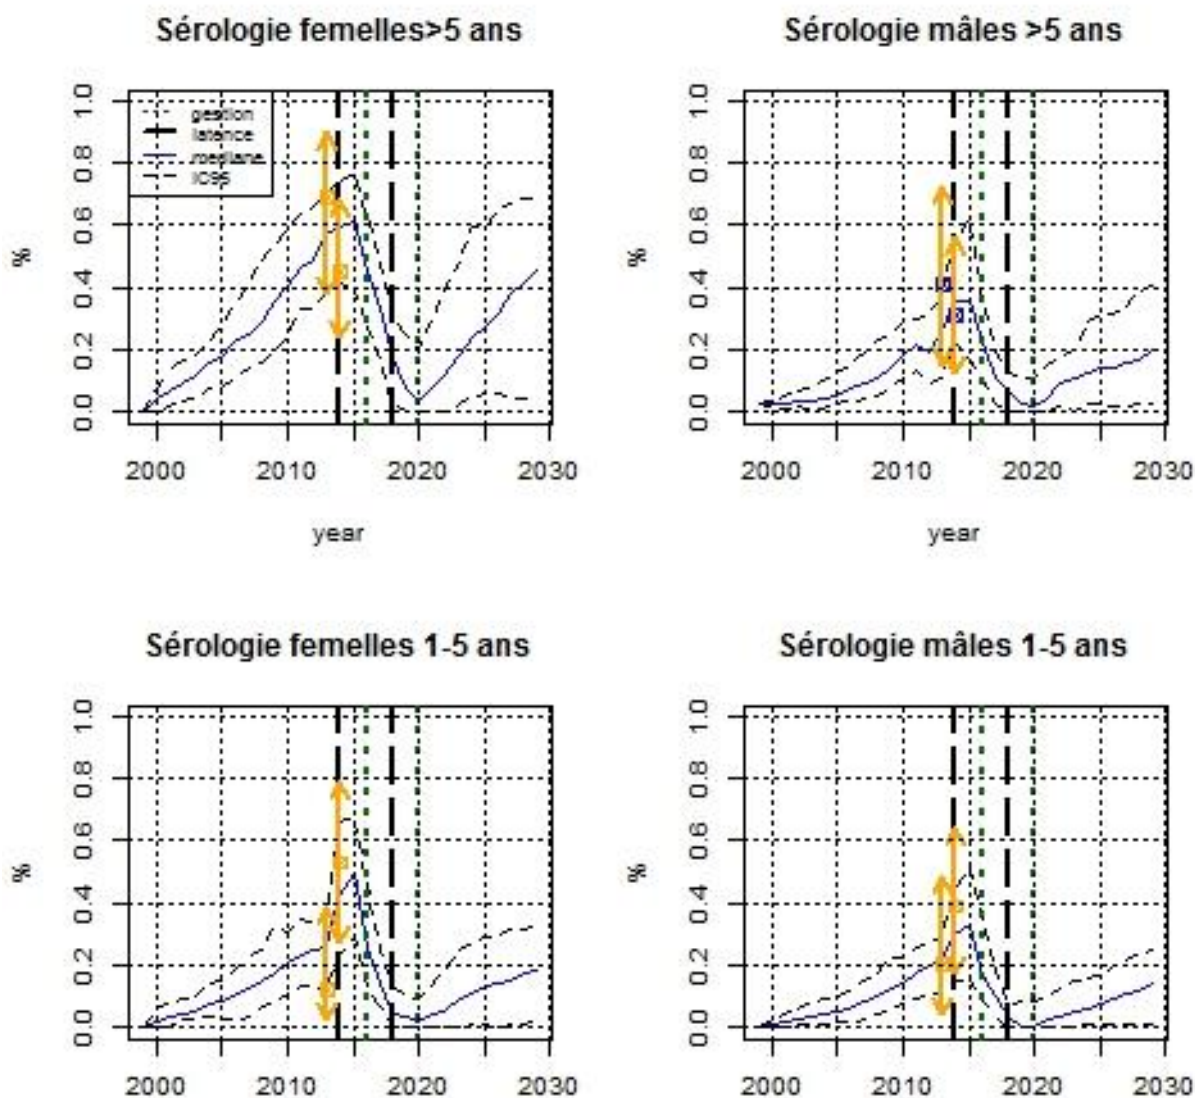 Sérologie femelles>5 ans
Sérologie mâles >5 ans
gestion
latence
mediane
IC95
%
0.0 0.2 0.4 0.6 0.8 1.0
2000 2010 2020 2030
year
%
0.0 0.2 0.4 0.6 0.8 1.0
2000 2010 2020 2030
year
Sérologie femelles 1-5 ans
Sérologie mâles 1-5 ans
%
0.0 0.2 0.4 0.6 0.8 1.0
2000 2010 2020 2030
%
0.0 0.2 0.4 0.6 0.8 1.0
2000 2010 2020 2030